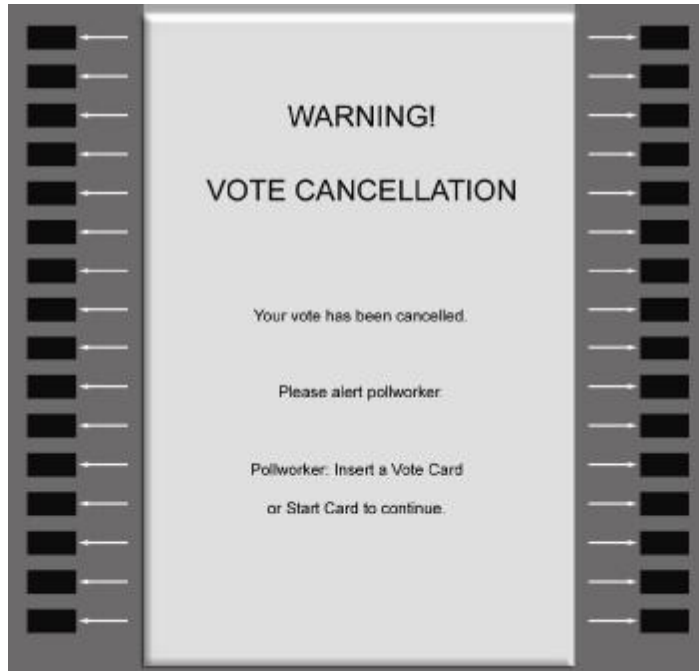 WARNING!
VOTE CANCELLATION
Your vote has been cancelled.
Please alert pollworker
Pollworker: Insert a Vote Card
or Start Card to continue.